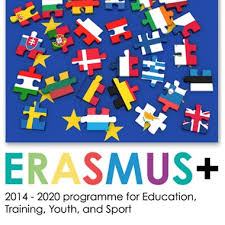 ERASMUS+
2014 - 2020 programme for Education,
Training, Youth, and Sport